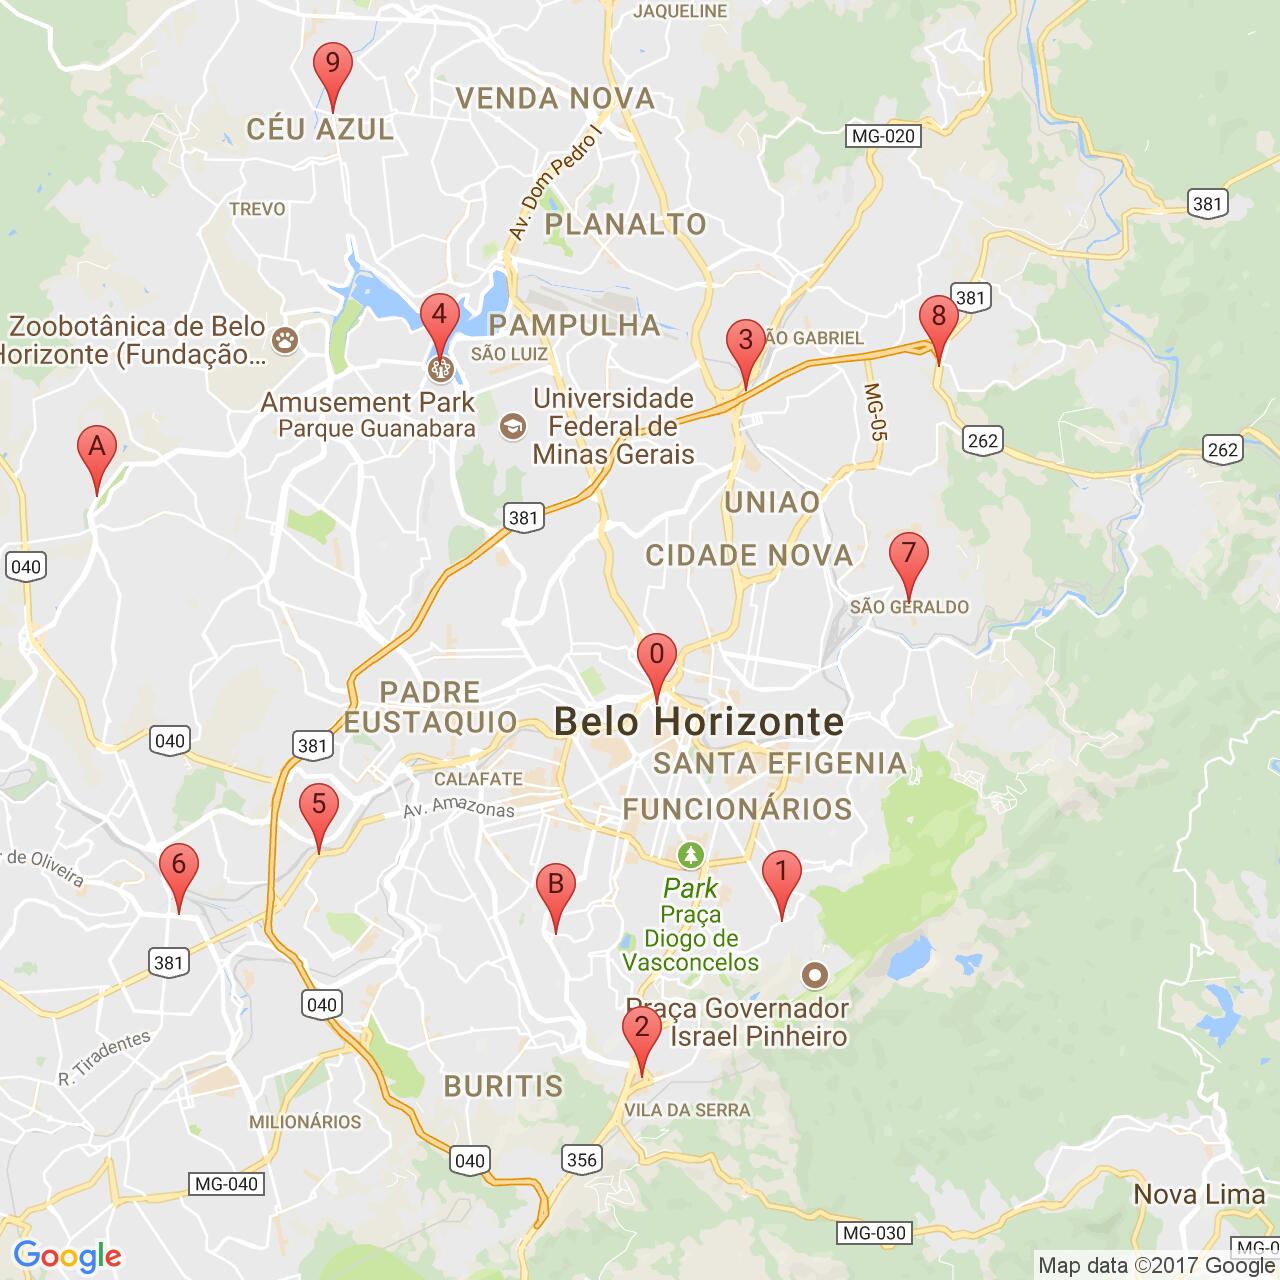 JAQUELINE
9
VENDA NOVA
CÉU AZUL
MG-020
Av. Dom Pedro I
TREVO
381
PLANALTO
381
4
8
Zoobotânica de Belo
Horizonte (Fundação...
PAMPULHA
3
ÃO GABRIEL
SÃO LUIZ
Amusement Park
Parque Guanabara
Universidade
Federal de
Minas Gerais
MG-05
262
262
A
UNIAO
381
CIDADE NOVA
7
040
SÃO GERALDO
0
PADRE
EUSTAQUIO
Belo Horizonte
040
381
SANTA EFIGENIA
CALAFATE
5
Av. Amazonas
FUNCIONÁRIOS
r de Oliveira
6
B
1
Park
Praça
Diogo de
Vasconcelos
381
040
Praça Governador
Israel Pinheiro
2
R. Tiradentes
BURITIS
VILA DA SERRA
MILIONÁRIOS
040
356
MG-040
Nova Lima
MG-030
MG-0
Google
Map data ©2017 Google